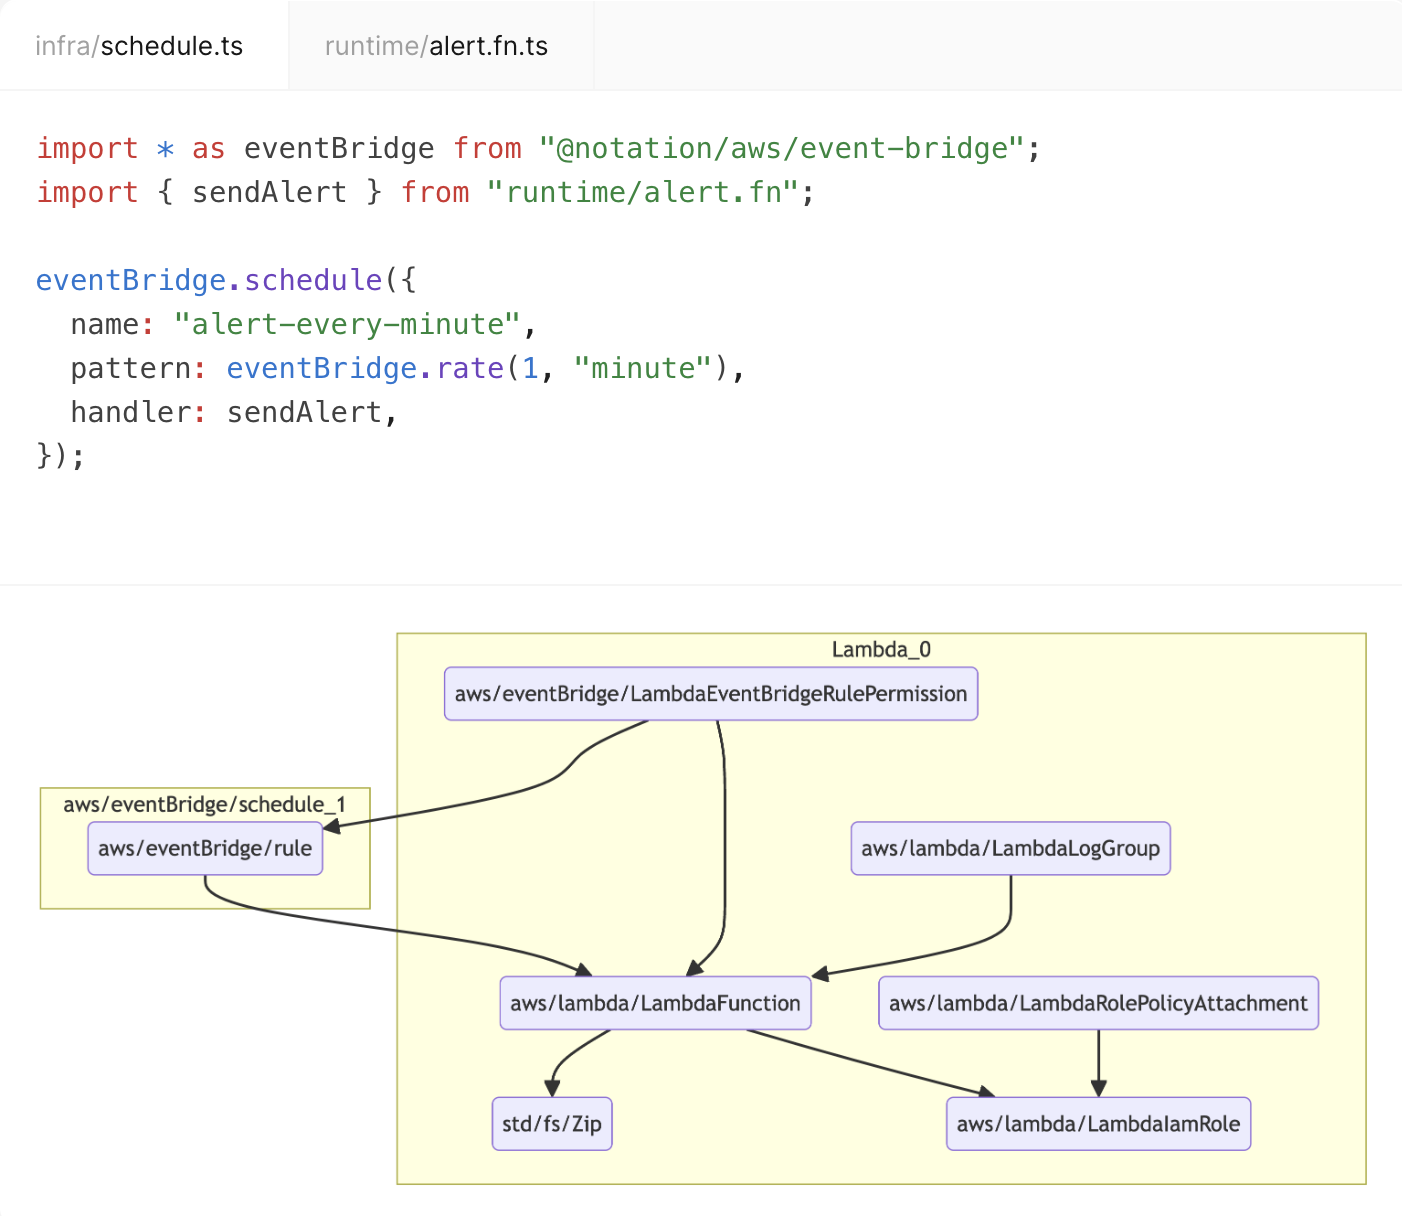 infra/schedule.ts
runtime/alert.fn.ts
import * as eventBridge from "@notation/aws/event-bridge";
import { sendAlert } from "runtime/alert.fn";
eventBridge.schedule({
  name: "alert-every-minute",
  pattern: eventBridge.rate(1, "minute"),
  handler: sendAlert,
});
Lambda_0
aws/eventBridge/LambdaEventBridgeRulePermission
aws/eventBridge/schedule_1
aws/eventBridge/rule
aws/lambda/LambdaLogGroup
aws/lambda/LambdaFunction
aws/lambda/LambdaRolePolicyAttachment
std/fs/Zip
aws/lambda/LambdaIamRole